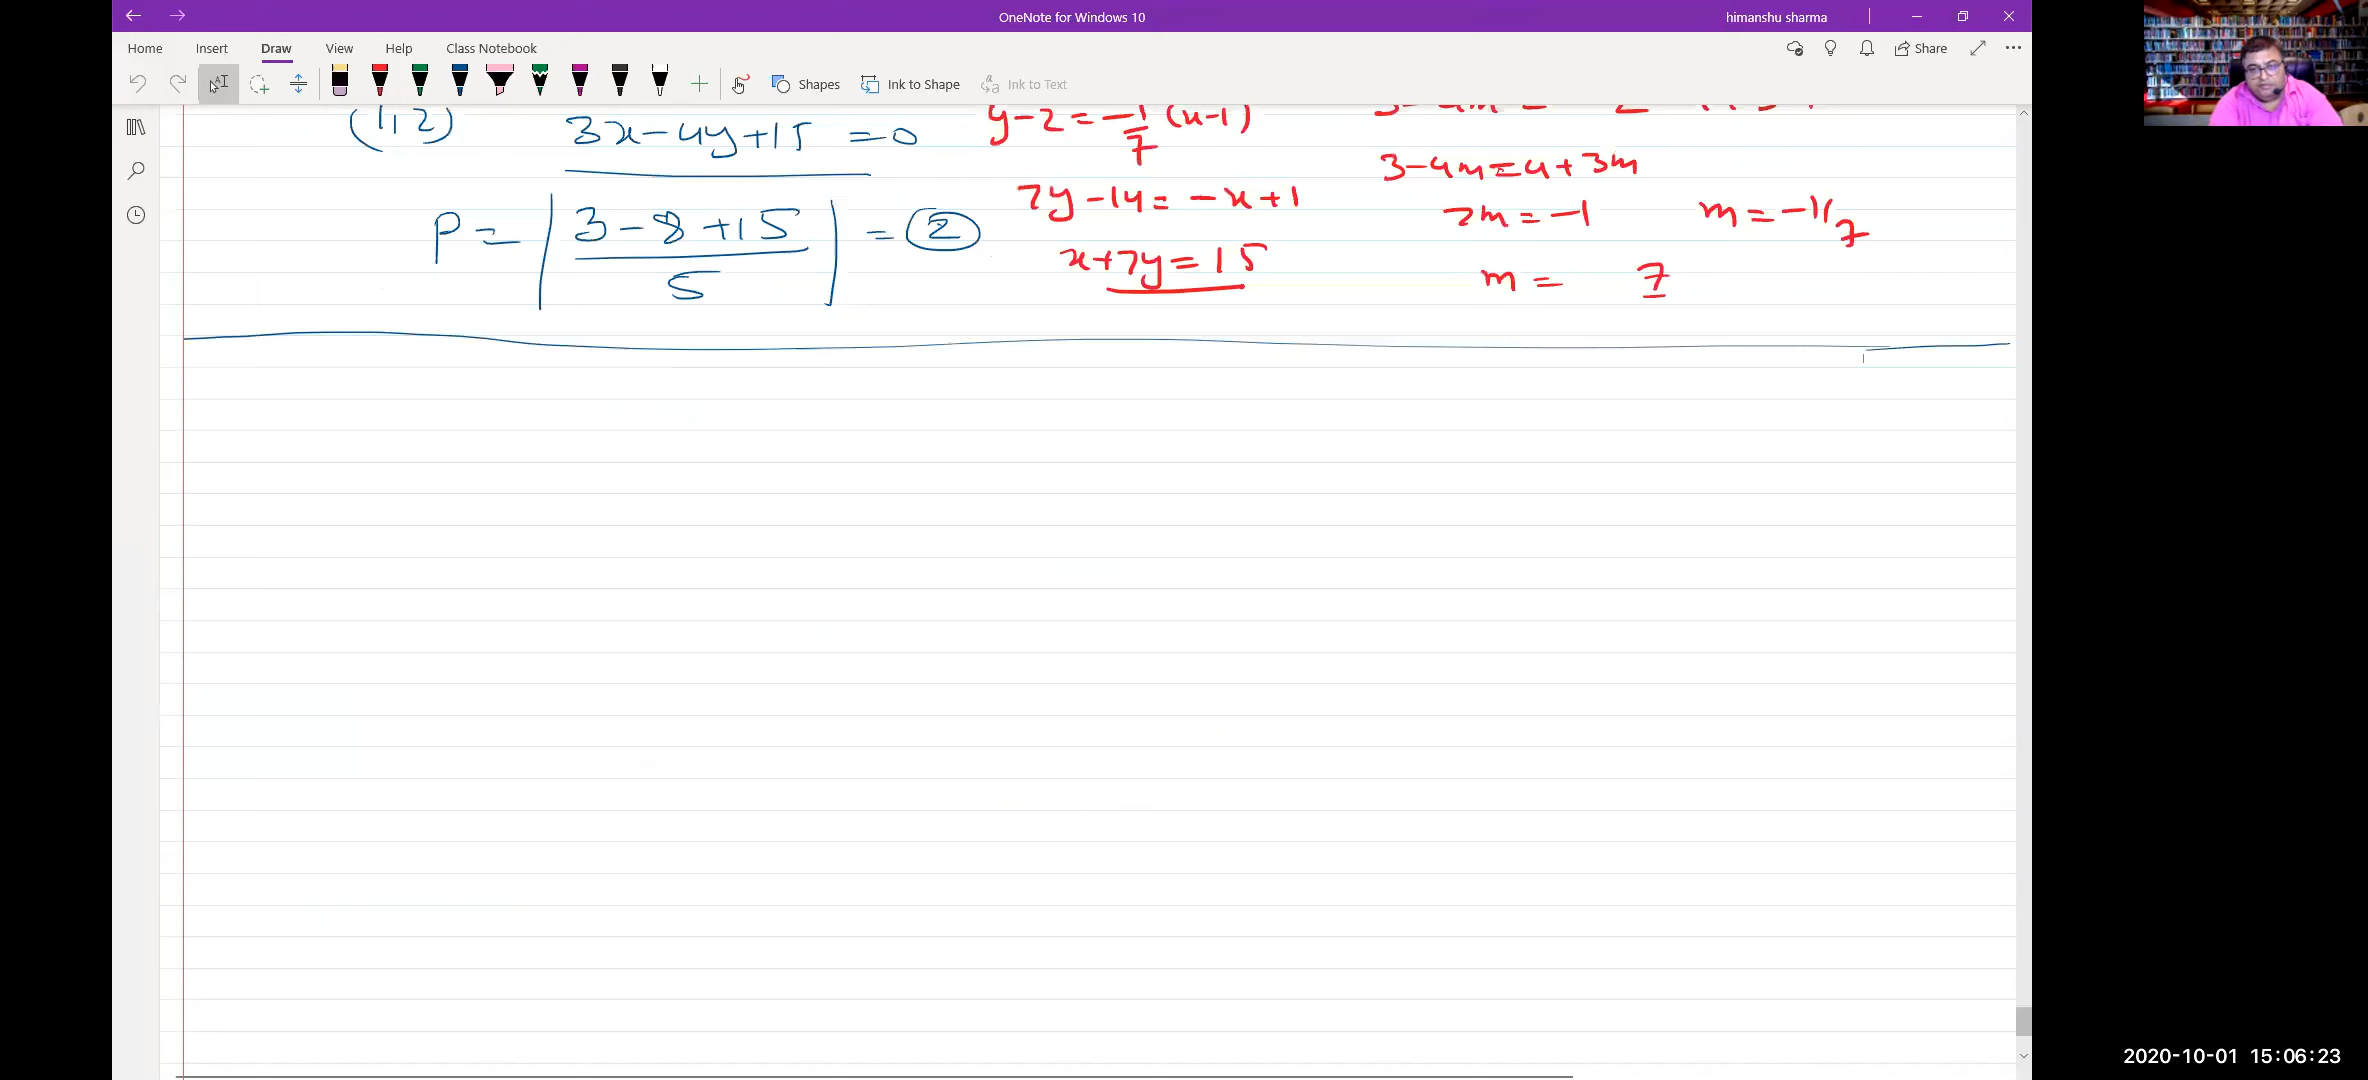 OneNote for Windows 10
himanshu sharma
Home Insert Draw View Help Class Notebook
Share
Shapes Ink to Shape Ink to Text
(1, 2)
3x-4y+15 =0
P = | 3-8+15 / 5 | = 2
y-2 = -1/7 (x-1)
7y-14 = -x+1
x+7y = 15
3-4m = 4+3m
7m = -1
m = -1/7
m = 7
2020-10-01 15:06:23